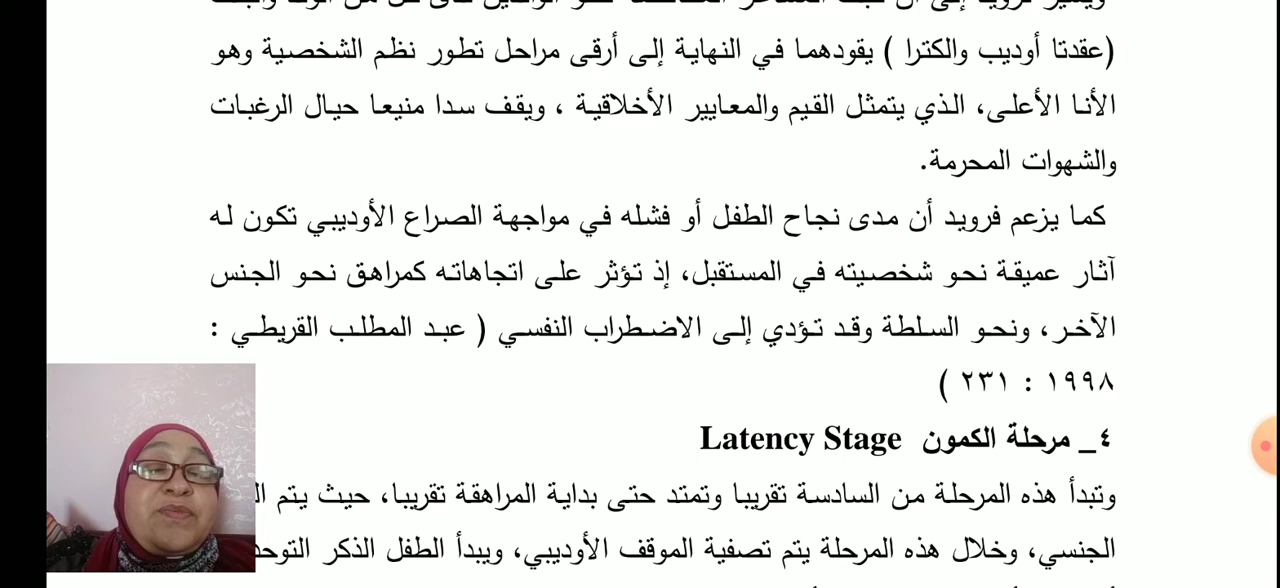 (عقدتا أوديب والكترا ) يقودهما في النهاية إلى أرقى مراحل تطور نظم الشخصية وهو
الأنا الأعلى، الذي يتمثل القيم والمعايير الأخلاقية ، ويقف سدا منيعا حيال الرغبات
والشهوات المحرمة.
كما يزعم فرويد أن مدى نجاح الطفل أو فشله في مواجهة الصراع الأوديبي تكون له
آثار عميقة نحو شخصيته في المستقبل، إذ تؤثر على اتجاهاته كمراهق نحو الجنس
الآخر، ونحو السلطة وقد تؤدي إلى الاضطراب النفسي ( عبد المطلب القريطي :
١٩٩٨ : ٢٣١ )
٤_ مرحلة الكمون Latency Stage
وتبدأ هذه المرحلة من السادسة تقريبا وتمتد حتى بداية المراهقة تقريبا، حيث يتم
الجنسي، وخلال هذه المرحلة يتم تصفية الموقف الأوديبي، ويبدأ الطفل الذكر